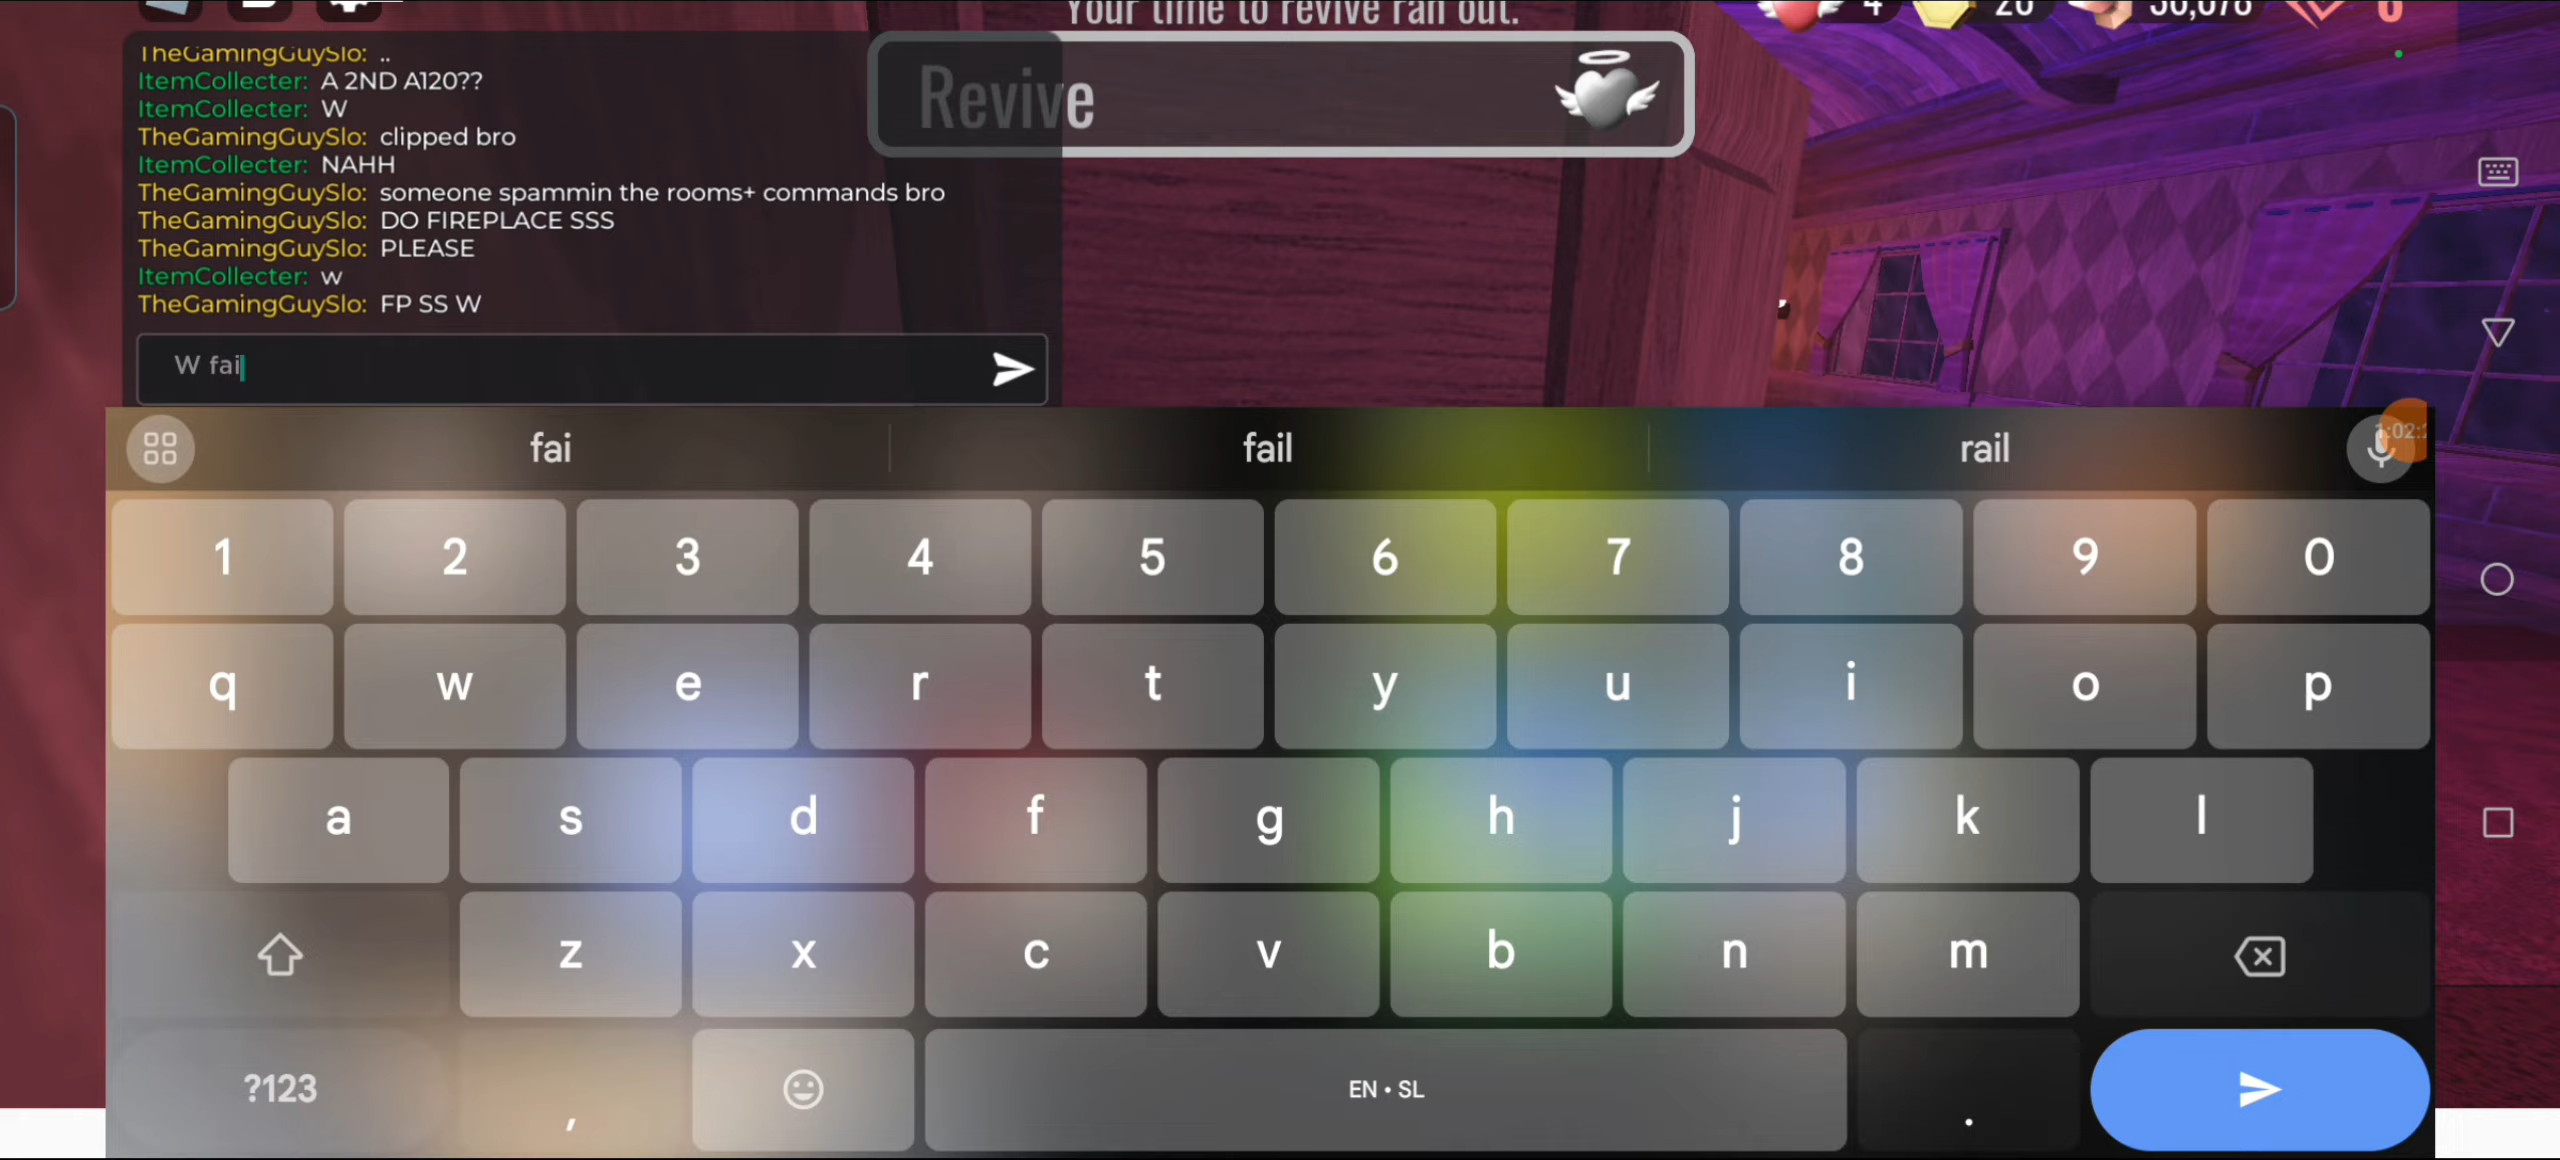 Your time to revive ran out.
4
20
Revive
TheGamingGuySlo: ..
ItemCollecter: A 2ND A120??
ItemCollecter: W
TheGamingGuySlo: clipped bro
ItemCollecter: NAHH
TheGamingGuySlo: someone spammin the rooms+ commands bro
TheGamingGuySlo: DO FIREPLACE SSS
TheGamingGuySlo: PLEASE
ItemCollecter: w
TheGamingGuySlo: FP SS W
W fai
fai fail rail
1 2 3 4 5 6 7 8 9 0
q w e r t y u i o p
a s d f g h j k l
z x c v b n m
?123 , EN • SL .